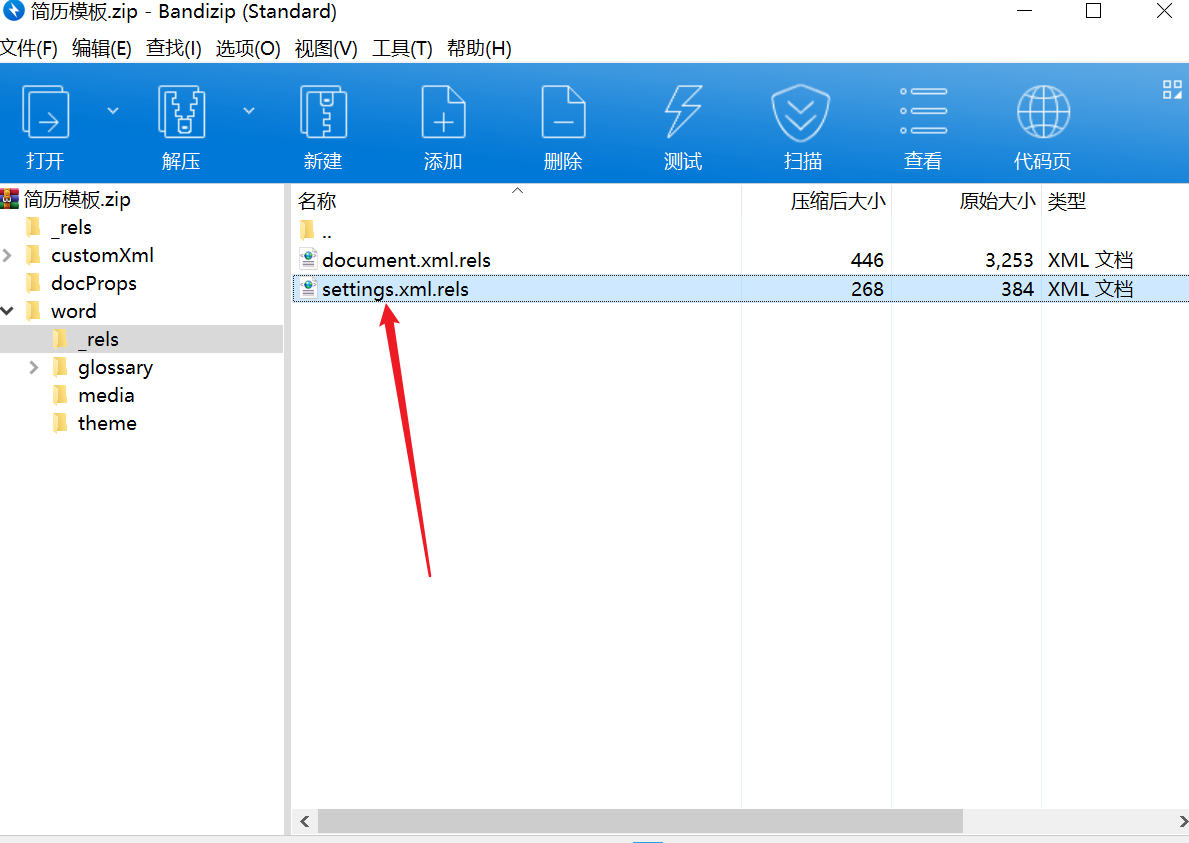 简历模板.zip - Bandizip (Standard)
文件(F) 编辑(E) 查找(I) 选项(O) 视图(V) 工具(T) 帮助(H)
打开 解压 新建 添加 删除 测试 扫描 查看 代码页
简历模板.zip
_rels
customXml
docProps
word
_rels
glossary
media
theme
名称 压缩后大小 原始大小 类型
..
document.xml.rels 446 3,253 XML 文档
settings.xml.rels 268 384 XML 文档